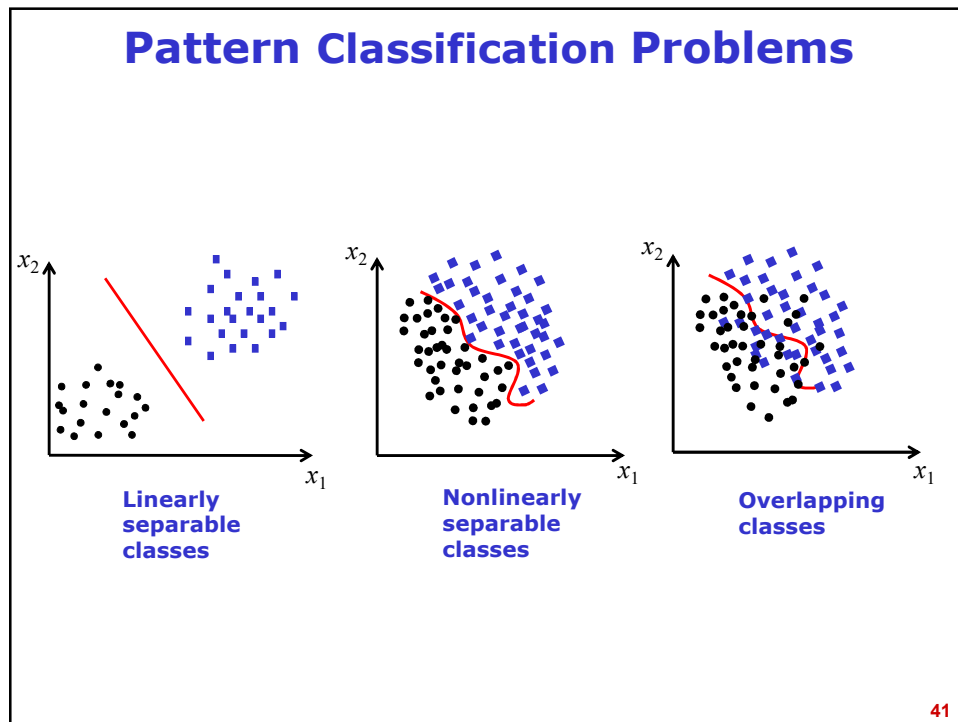 Pattern Classification Problems
x2
x1
Linearly
separable
classes
x2
x1
Nonlinearly
separable
classes
x2
x1
Overlapping
classes
41